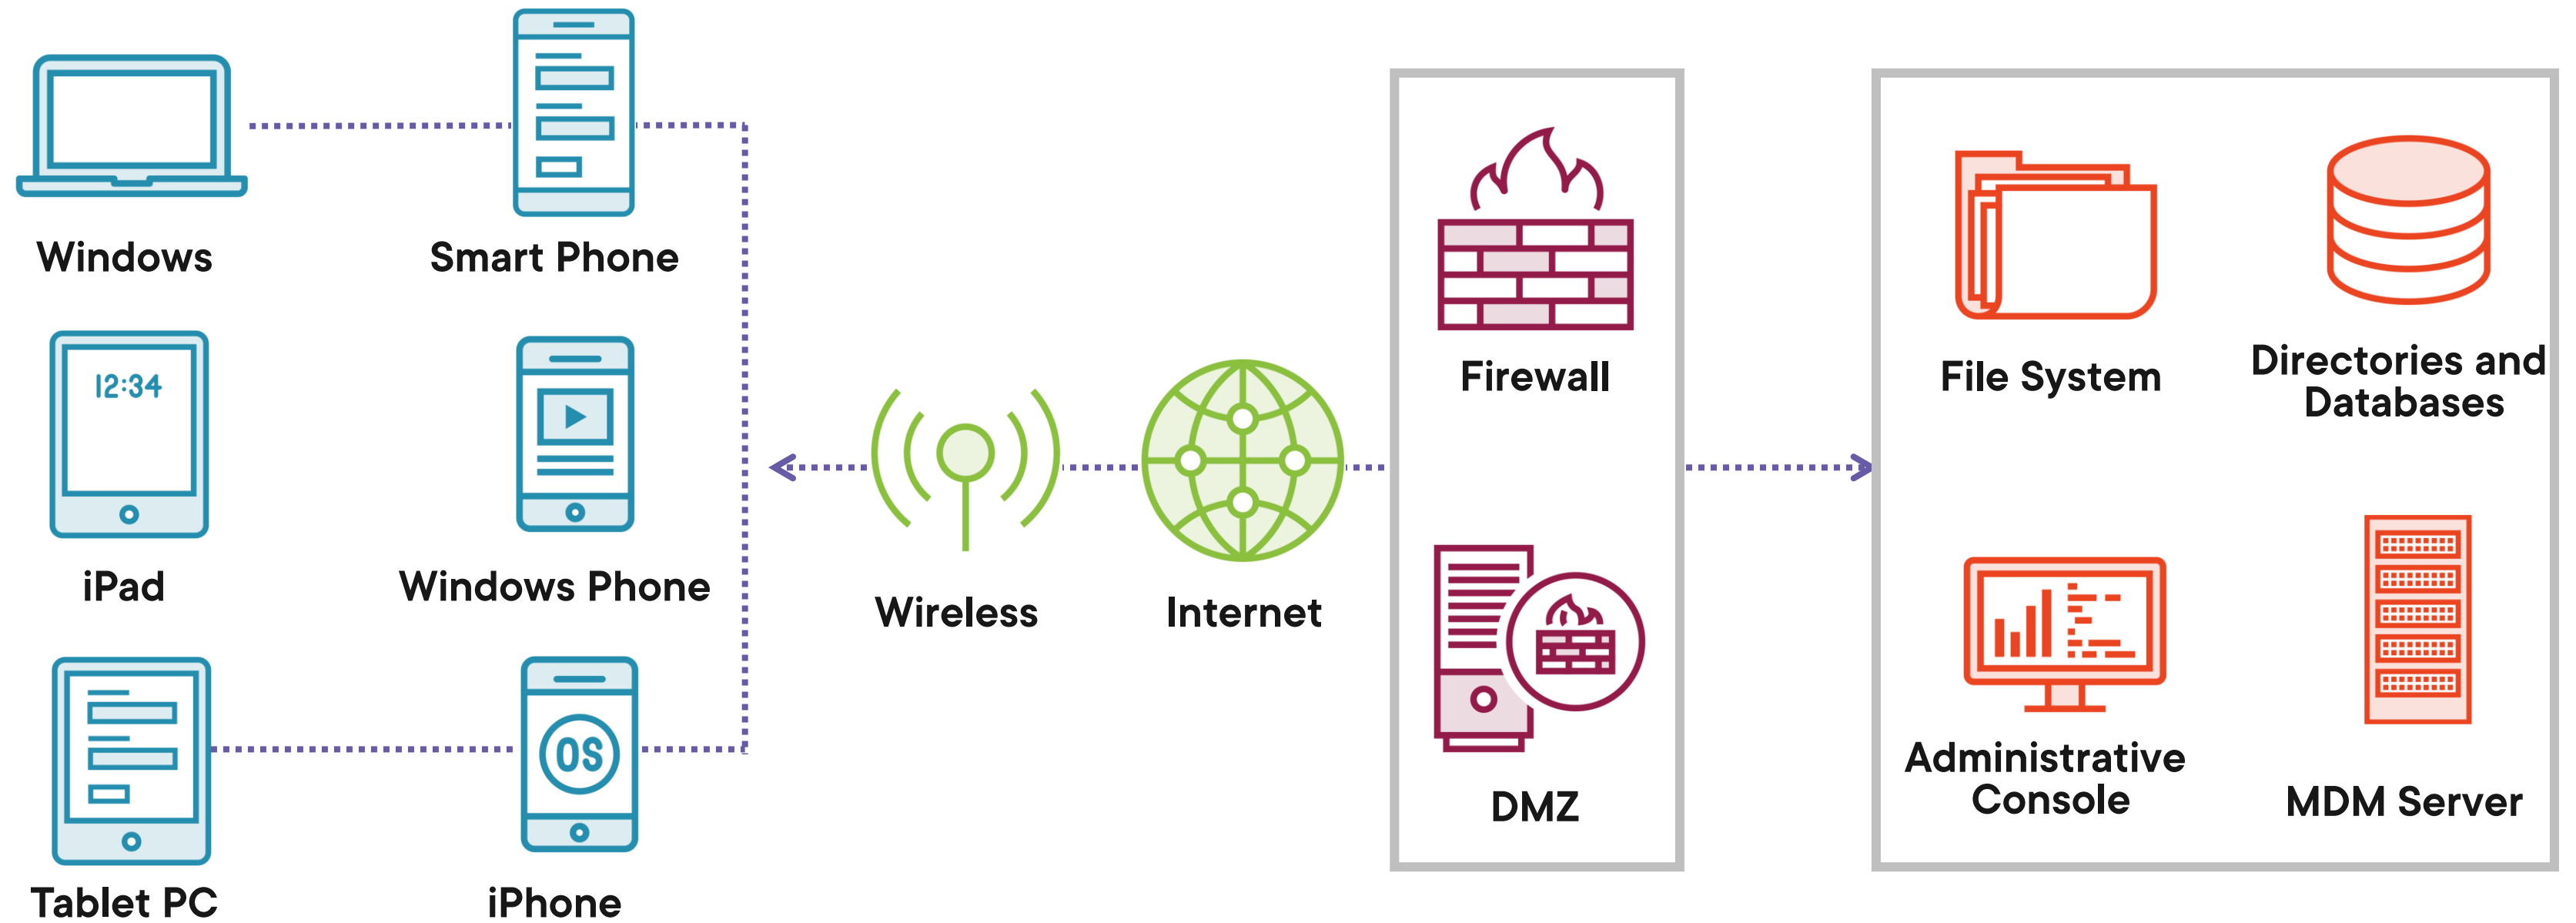 Windows
Smart Phone
12:34
iPad
Windows Phone
Tablet PC
OS
iPhone
Wireless
Internet
Firewall
DMZ
File System
Directories and
Databases
Administrative
Console
MDM Server